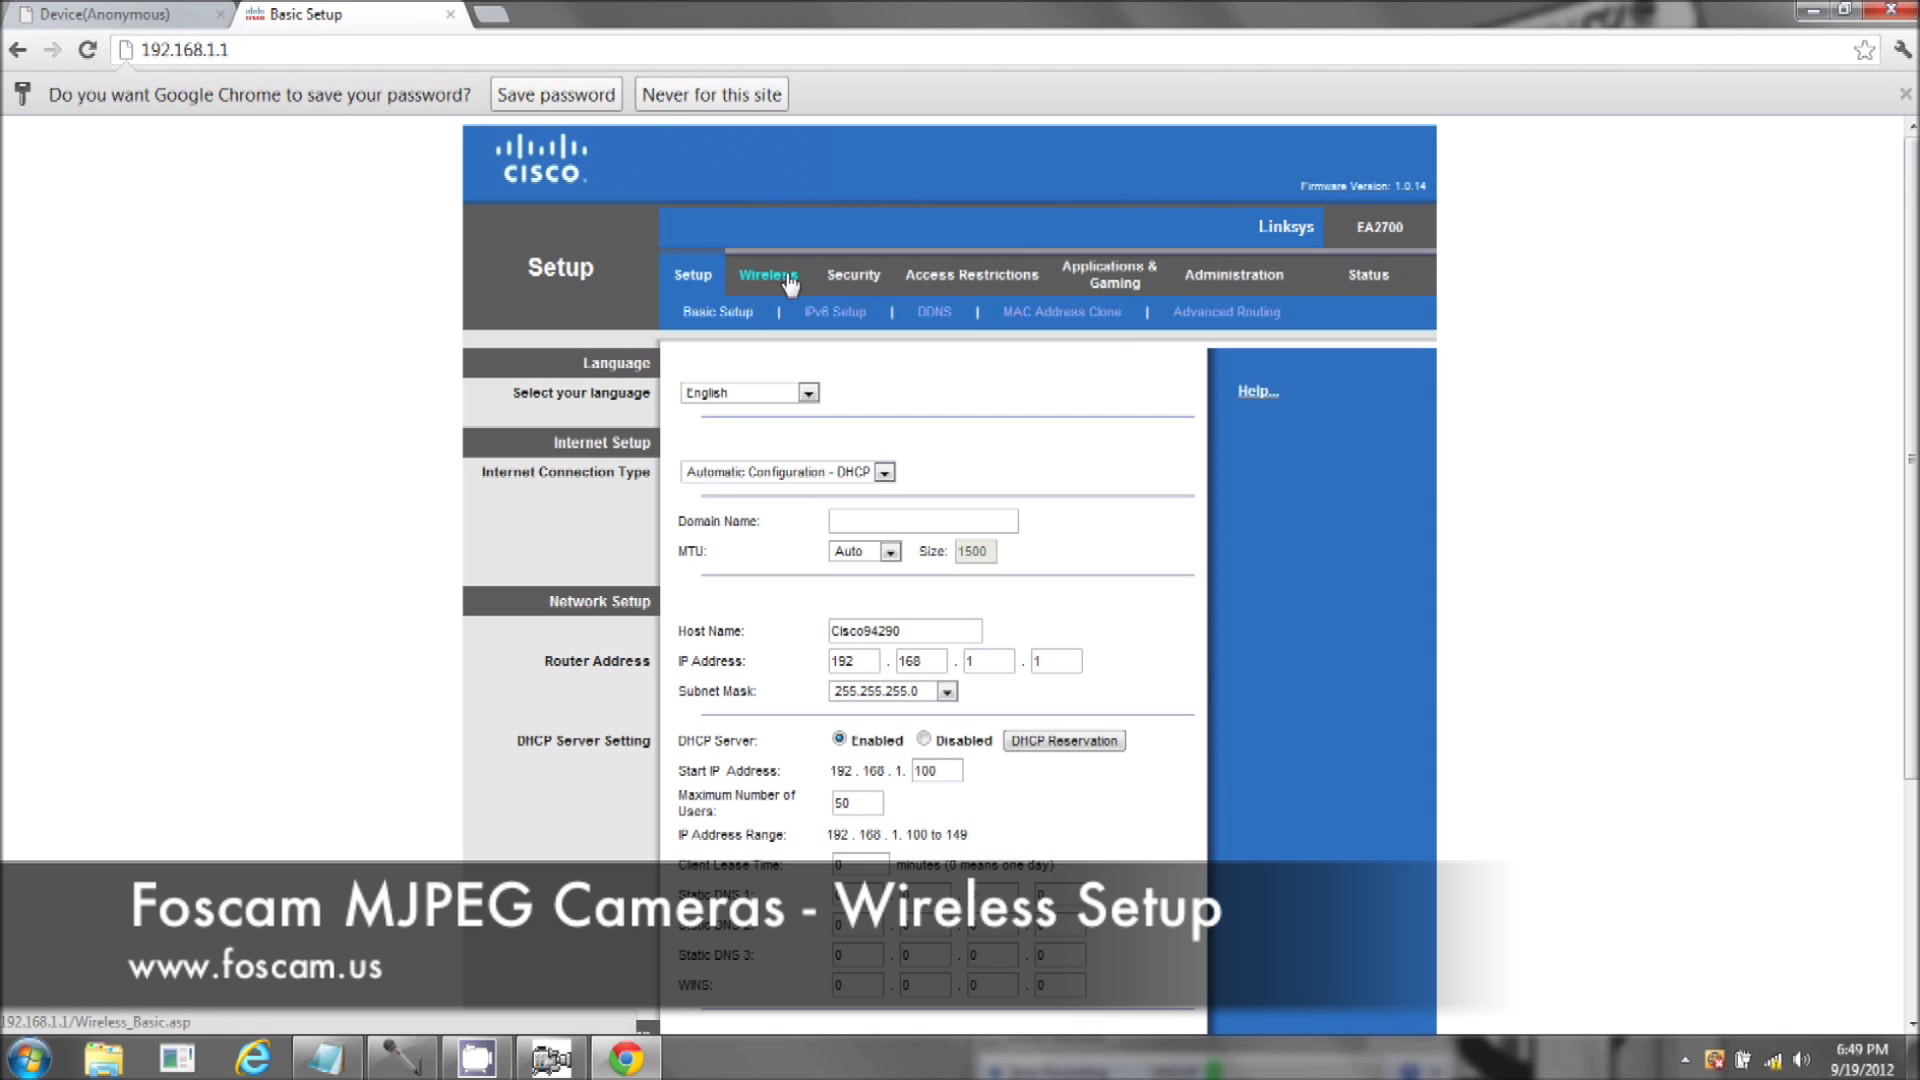 Device(Anonymous)
Basic Setup
192.168.1.1
Do you want Google Chrome to save your password? Save password Never for this site
CISCO.
Firmware Version: 1.0.14
Linksys EA2700
Setup
Setup Wireless Security Access Restrictions Applications & Gaming Administration Status
Basic Setup | IPv6 Setup | DDNS | MAC Address Clone | Advanced Routing
Language
Select your language English
Help...
Internet Setup
Internet Connection Type Automatic Configuration - DHCP
Domain Name:
MTU: Auto Size: 1500
Network Setup
Host Name: Cisco94290
Router Address IP Address: 192 . 168 . 1 . 1
Subnet Mask: 255.255.255.0
DHCP Server Setting DHCP Server: Enabled Disabled DHCP Reservation
Start IP Address: 192 . 168 . 1. 100
Maximum Number of
Users: 50
IP Address Range: 192 . 168 . 1. 100 to 149
Client Lease Time: 0 minutes (0 means one day)
Static DNS 1: 0
Foscam MJPEG Cameras - Wireless Setup
Static DNS 2:
Static DNS 3: 0 . 0 . 0 . 0
www.foscam.us
WINS: 0 . 0 . 0 . 0
192.168.1.1/Wireless_Basic.asp
6:49 PM
9/19/2012